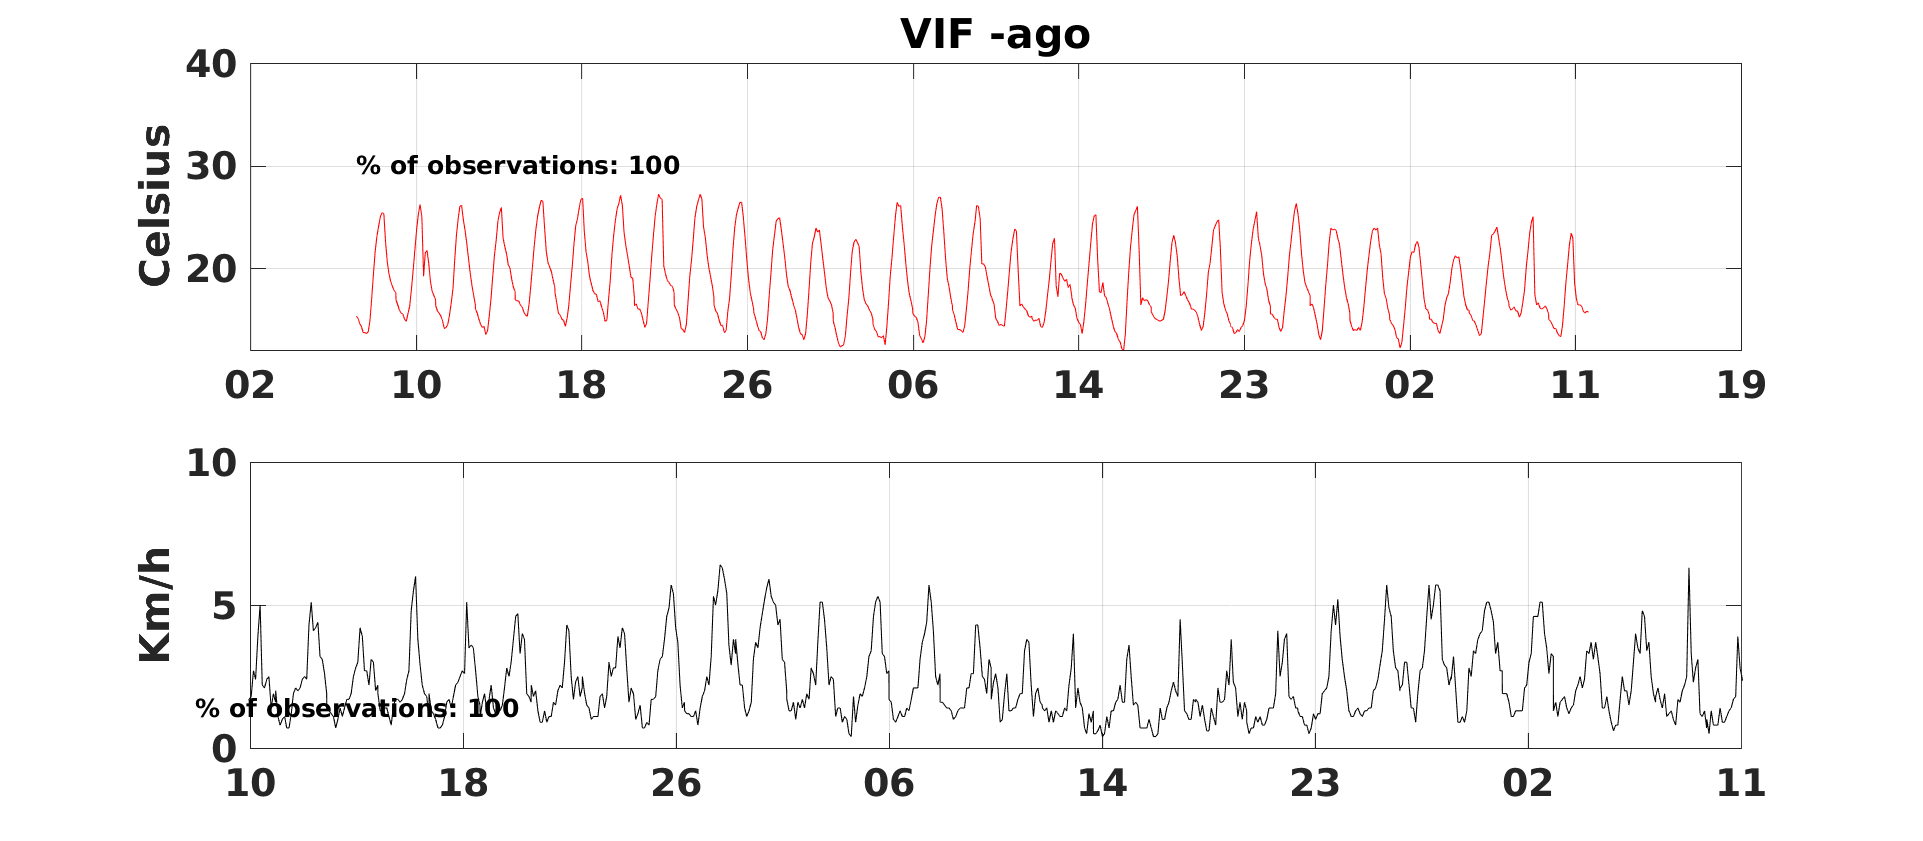 VIF -ago
40
30
20
Celsius
% of observations: 100
02 10 18 26 06 14 23 02 11 19
10
5
0
Km/h
% of observations: 100
10 18 26 06 14 23 02 11